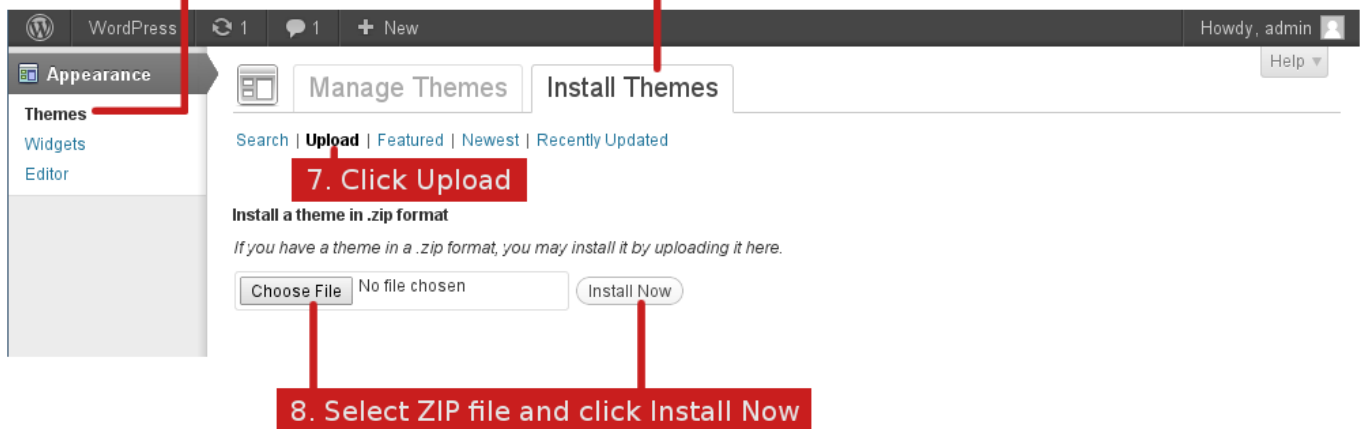 WordPress 1 1 + New Howdy, admin
Appearance Help
Manage Themes Install Themes
Themes
Widgets
Editor
Search | Upload | Featured | Newest | Recently Updated
7. Click Upload
Install a theme in .zip format
If you have a theme in a .zip format, you may install it by uploading it here.
Choose File No file chosen Install Now
8. Select ZIP file and click Install Now